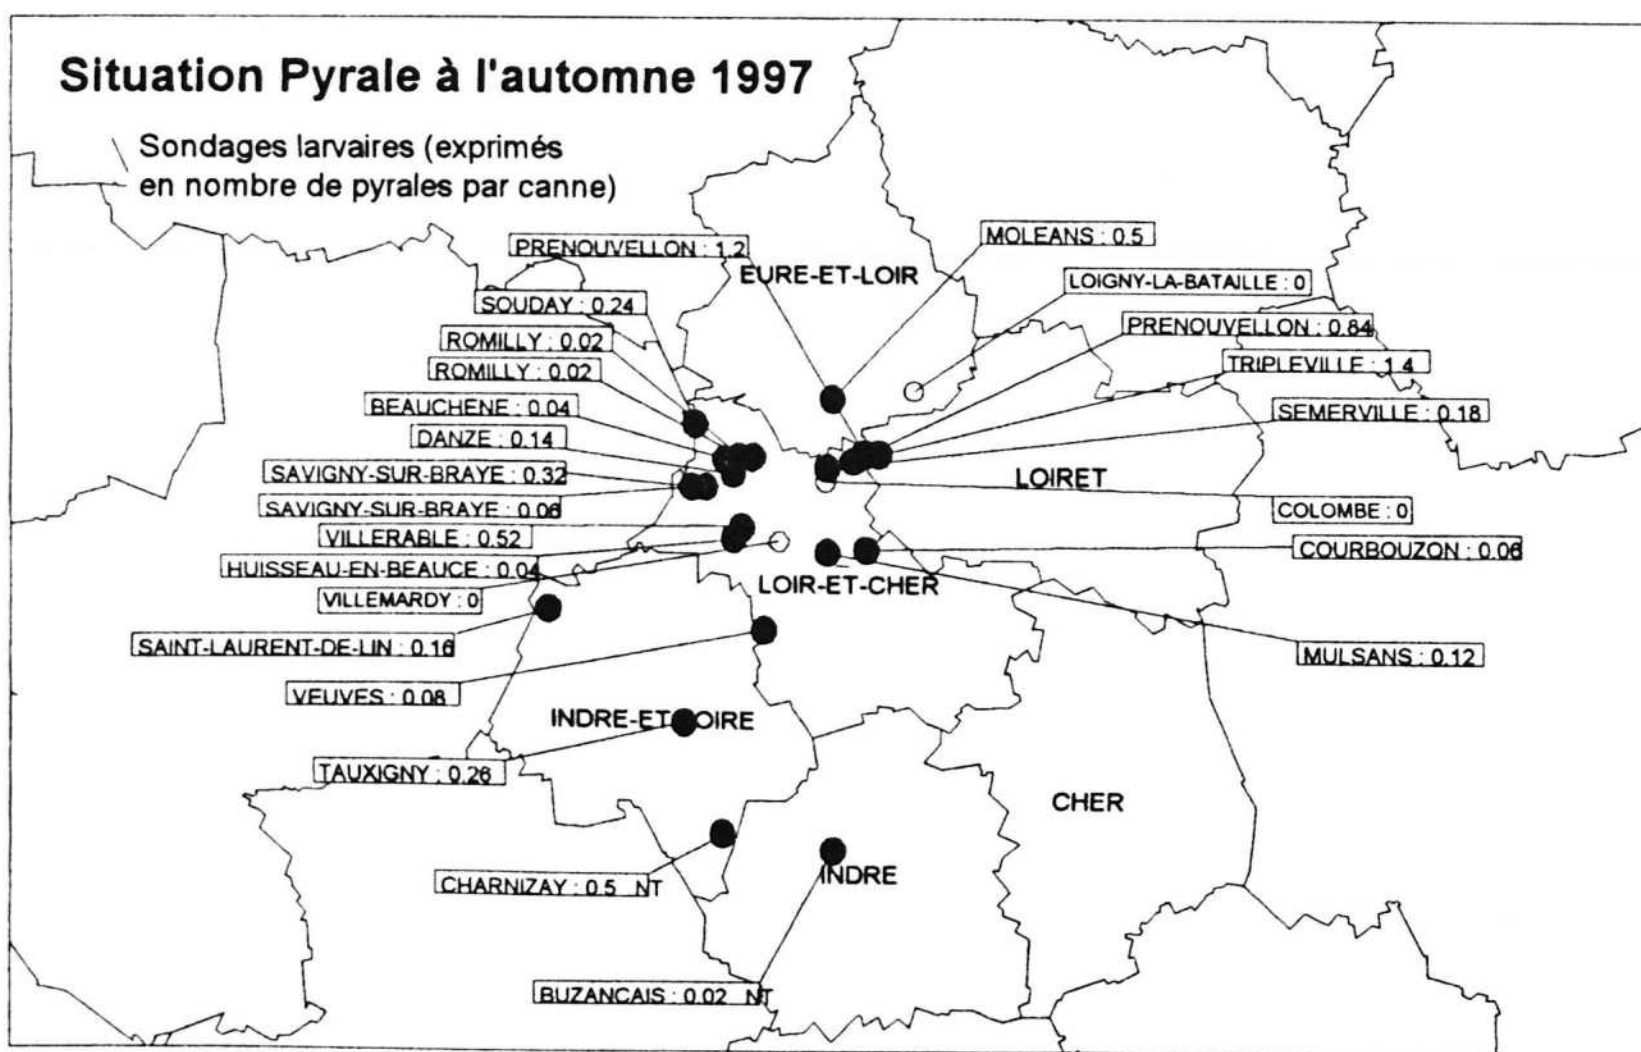 Situation Pyrale à l'automne 1997
Sondages larvaires (exprimés
en nombre de pyrales par canne)
PRENOUVELLON : 1.2
MOLEANS : 0.5
EURE-ET-LOIR
LOIGNY-LA-BATAILLE : 0
SOUDAY : 0.24
PRENOUVELLON : 0.84
ROMILLY : 0.02
TRIPLEVILLE : 1.4
ROMILLY : 0.02
BEAUCHENE : 0.04
SEMERVILLE : 0.18
DANZE : 0.14
SAVIGNY-SUR-BRAYE : 0.32
LOIRET
SAVIGNY-SUR-BRAYE : 0.06
COLOMBE : 0
VILLERABLE : 0.52
COURBOUZON : 0.06
HUISSEAU-EN-BEAUCE : 0.04
LOIR-ET-CHER
VILLEMARDY : 0
SAINT-LAURENT-DE-LIN : 0.16
MULSANS : 0.12
VEUVES : 0.08
INDRE-ET-LOIRE
TAUXIGNY : 0.26
CHER
CHARNIZAY : 0.5 NT
INDRE
BUZANCAIS : 0.02 NT